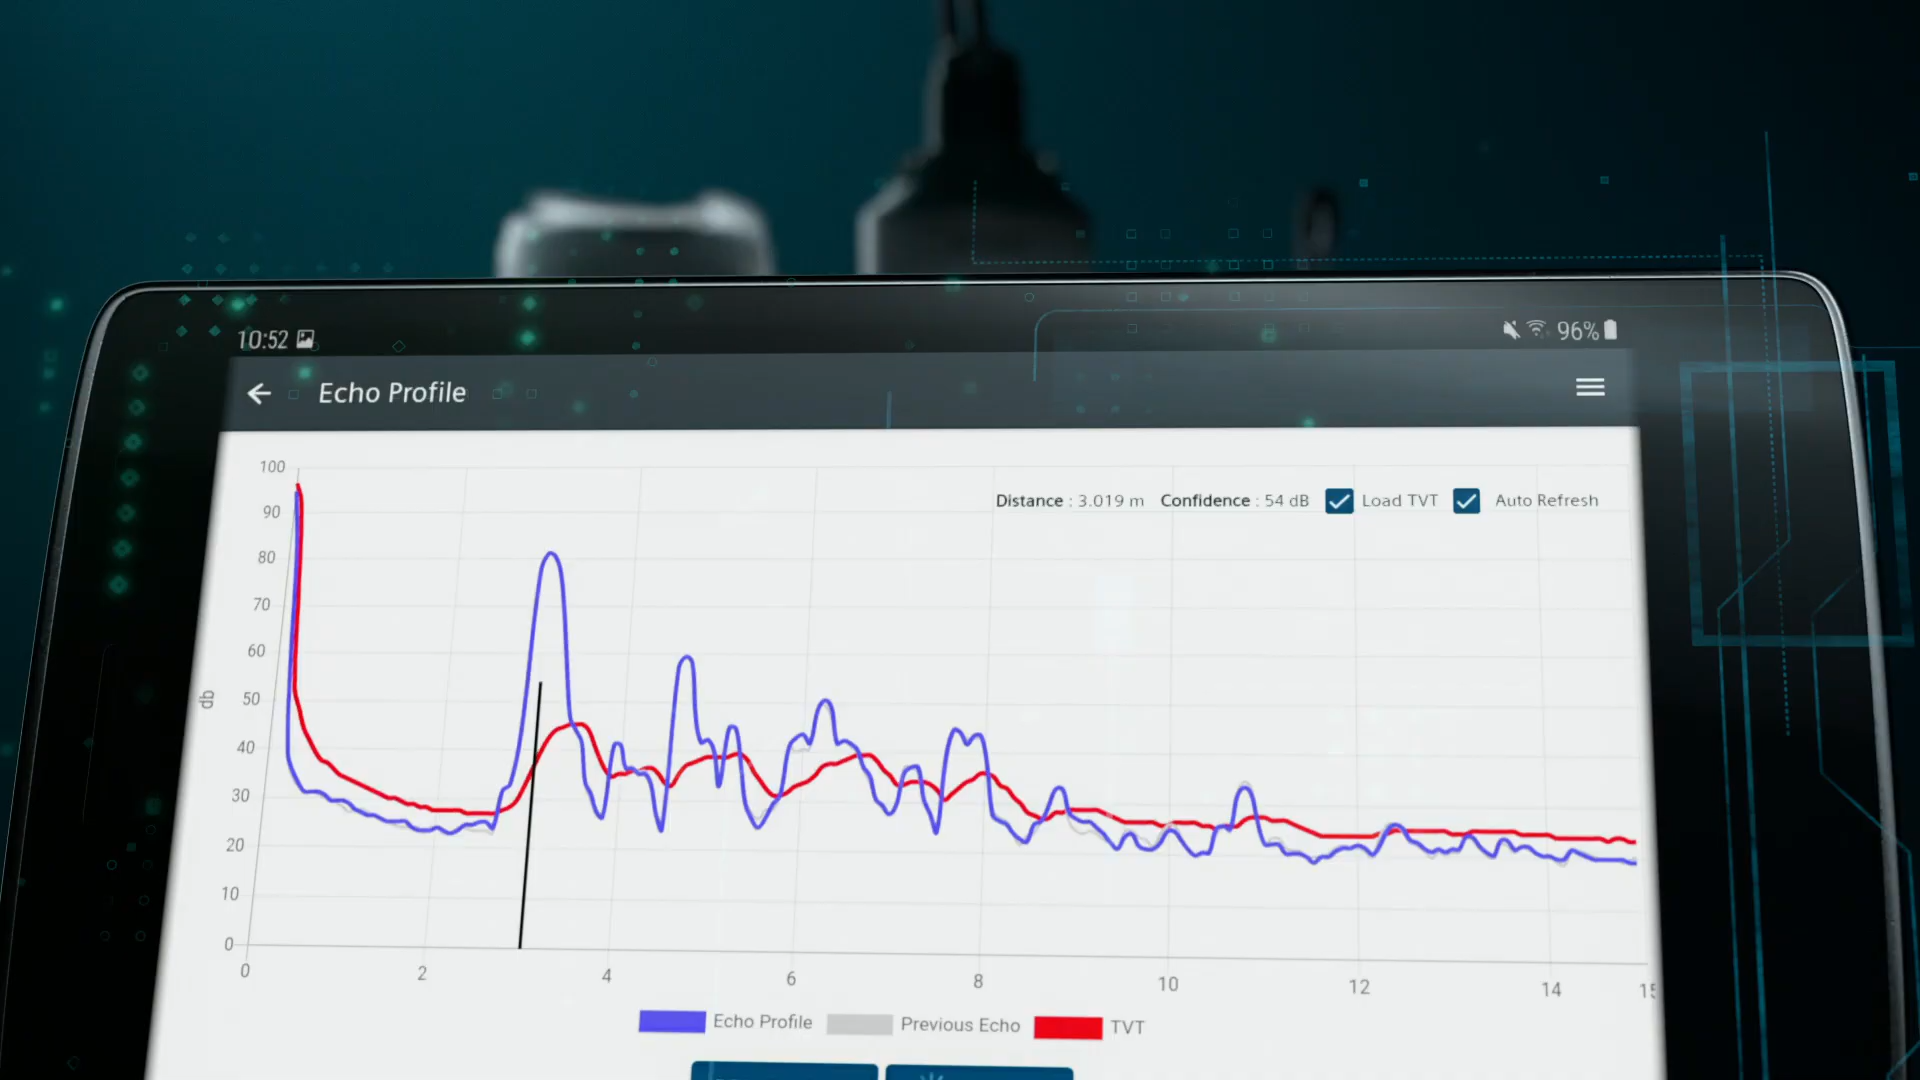 10:52
96%
Echo Profile
Distance : 3.019 m Confidence : 54 dB Load TVT Auto Refresh
100
90
80
70
60
50
40
30
20
10
0
db
0 2 4 6 8 10 12 14 15
Echo Profile Previous Echo TVT